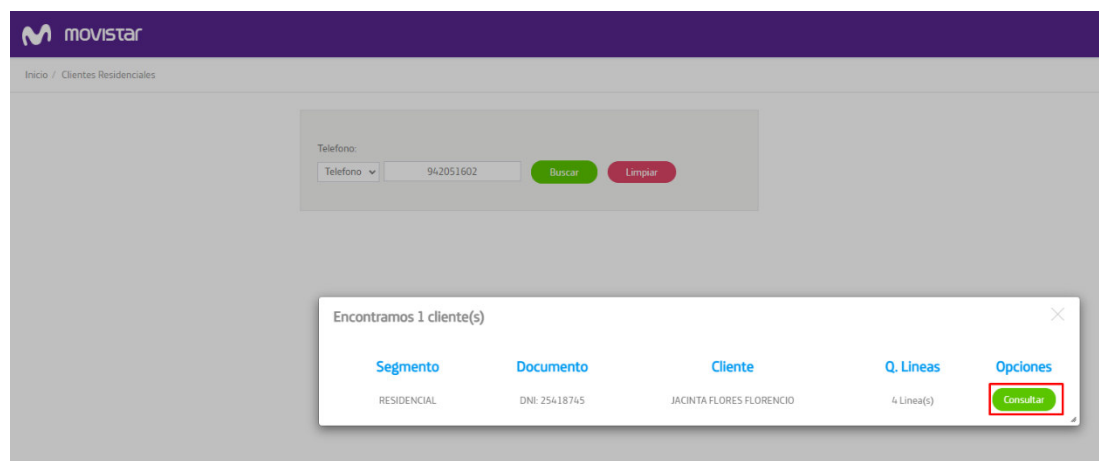 movistar
Inicio / Clientes Residenciales
Telefono:
Telefono 942051602 Buscar Limpiar
Encontramos 1 cliente(s)
Segmento Documento Cliente Q. Lineas Opciones
RESIDENCIAL DNI: 25418745 JACINTA FLORES FLORENCIO 4 Linea(s) Consultar